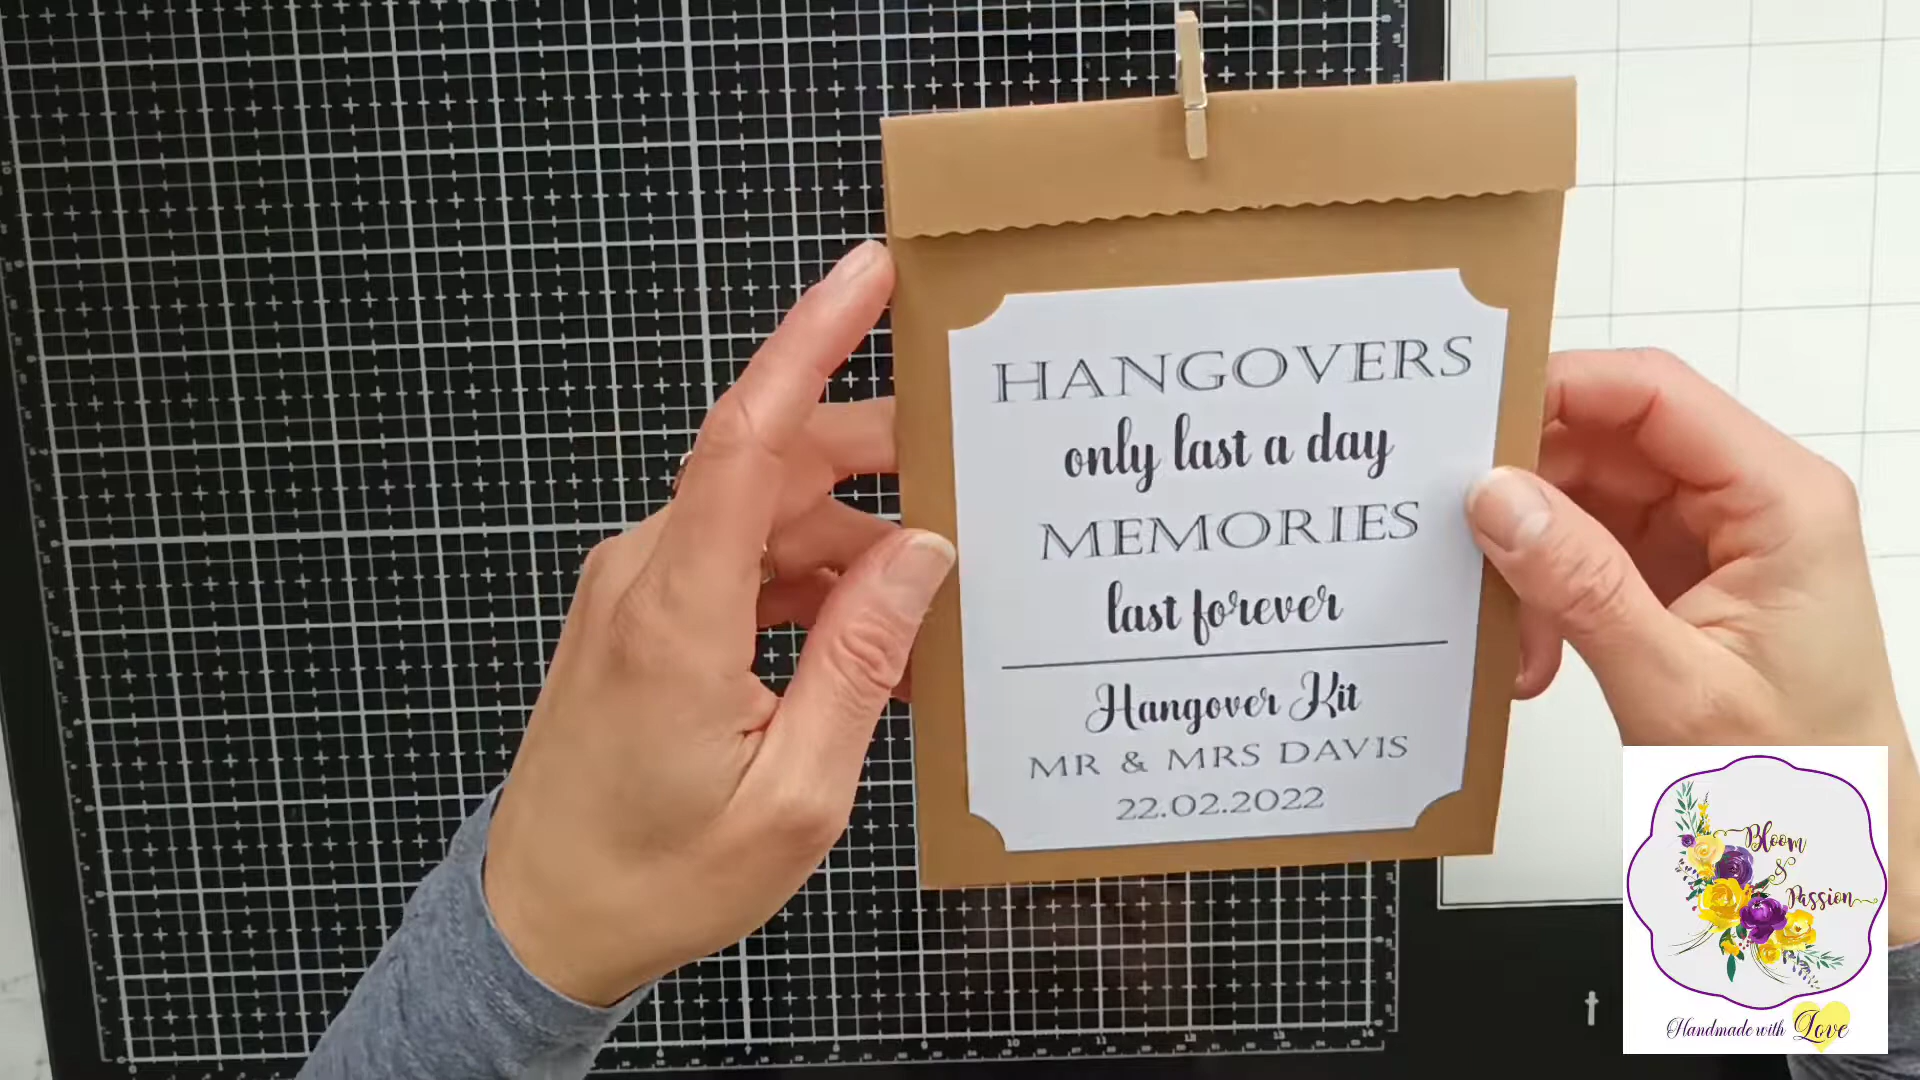 HANGOVERS
only last a day
MEMORIES
last forever
Hangover Kit
MR & MRS DAVIS
22.02.2022
Bloom
&
Passion
Handmade with Love